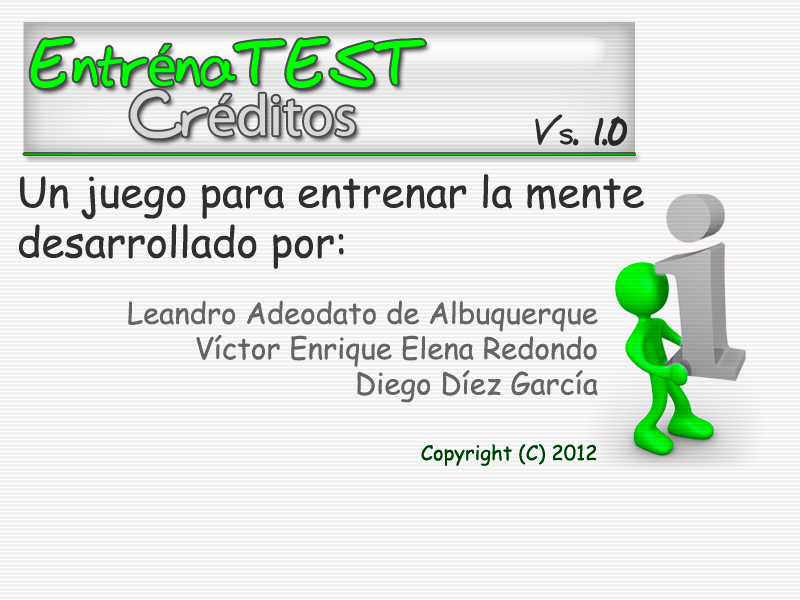 EntrénaTEST
Créditos
Vs. 1.0
Un juego para entrenar la mente
desarrollado por:
Leandro Adeodato de Albuquerque
Víctor Enrique Elena Redondo
Diego Díez García
Copyright (C) 2012